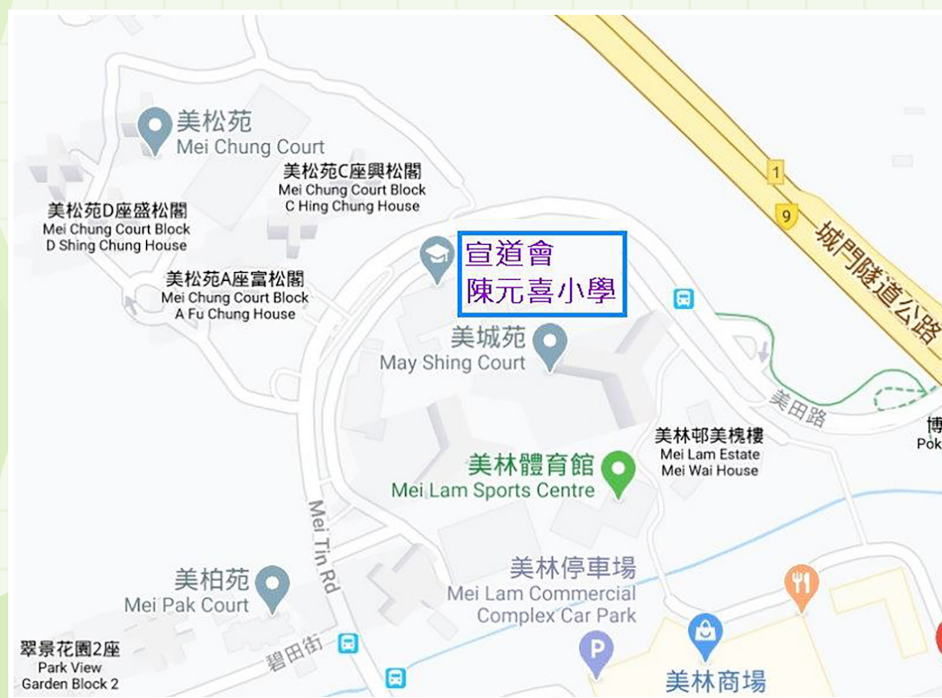 美松苑
Mei Chung Court
美松苑C座興松閣
Mei Chung Court Block
C Hing Chung House
1
美松苑D座盛松閣
Mei Chung Court Block
D Shing Chung House
9
城門隧道公路
宣道會
陳元喜小學
美松苑A座富松閣
Mei Chung Court Block
A Fu Chung House
美城苑
May Shing Court
美田路
博
Pok
美林邨美槐樓
Mei Lam Estate
Mei Wai House
美林體育館
Mei Lam Sports Centre
Mei Tin Rd
美林停車場
Mei Lam Commercial
Complex Car Park
美柏苑
Mei Pak Court
碧田街
翠景花園2座
Park View
Garden Block 2
P
美林商場